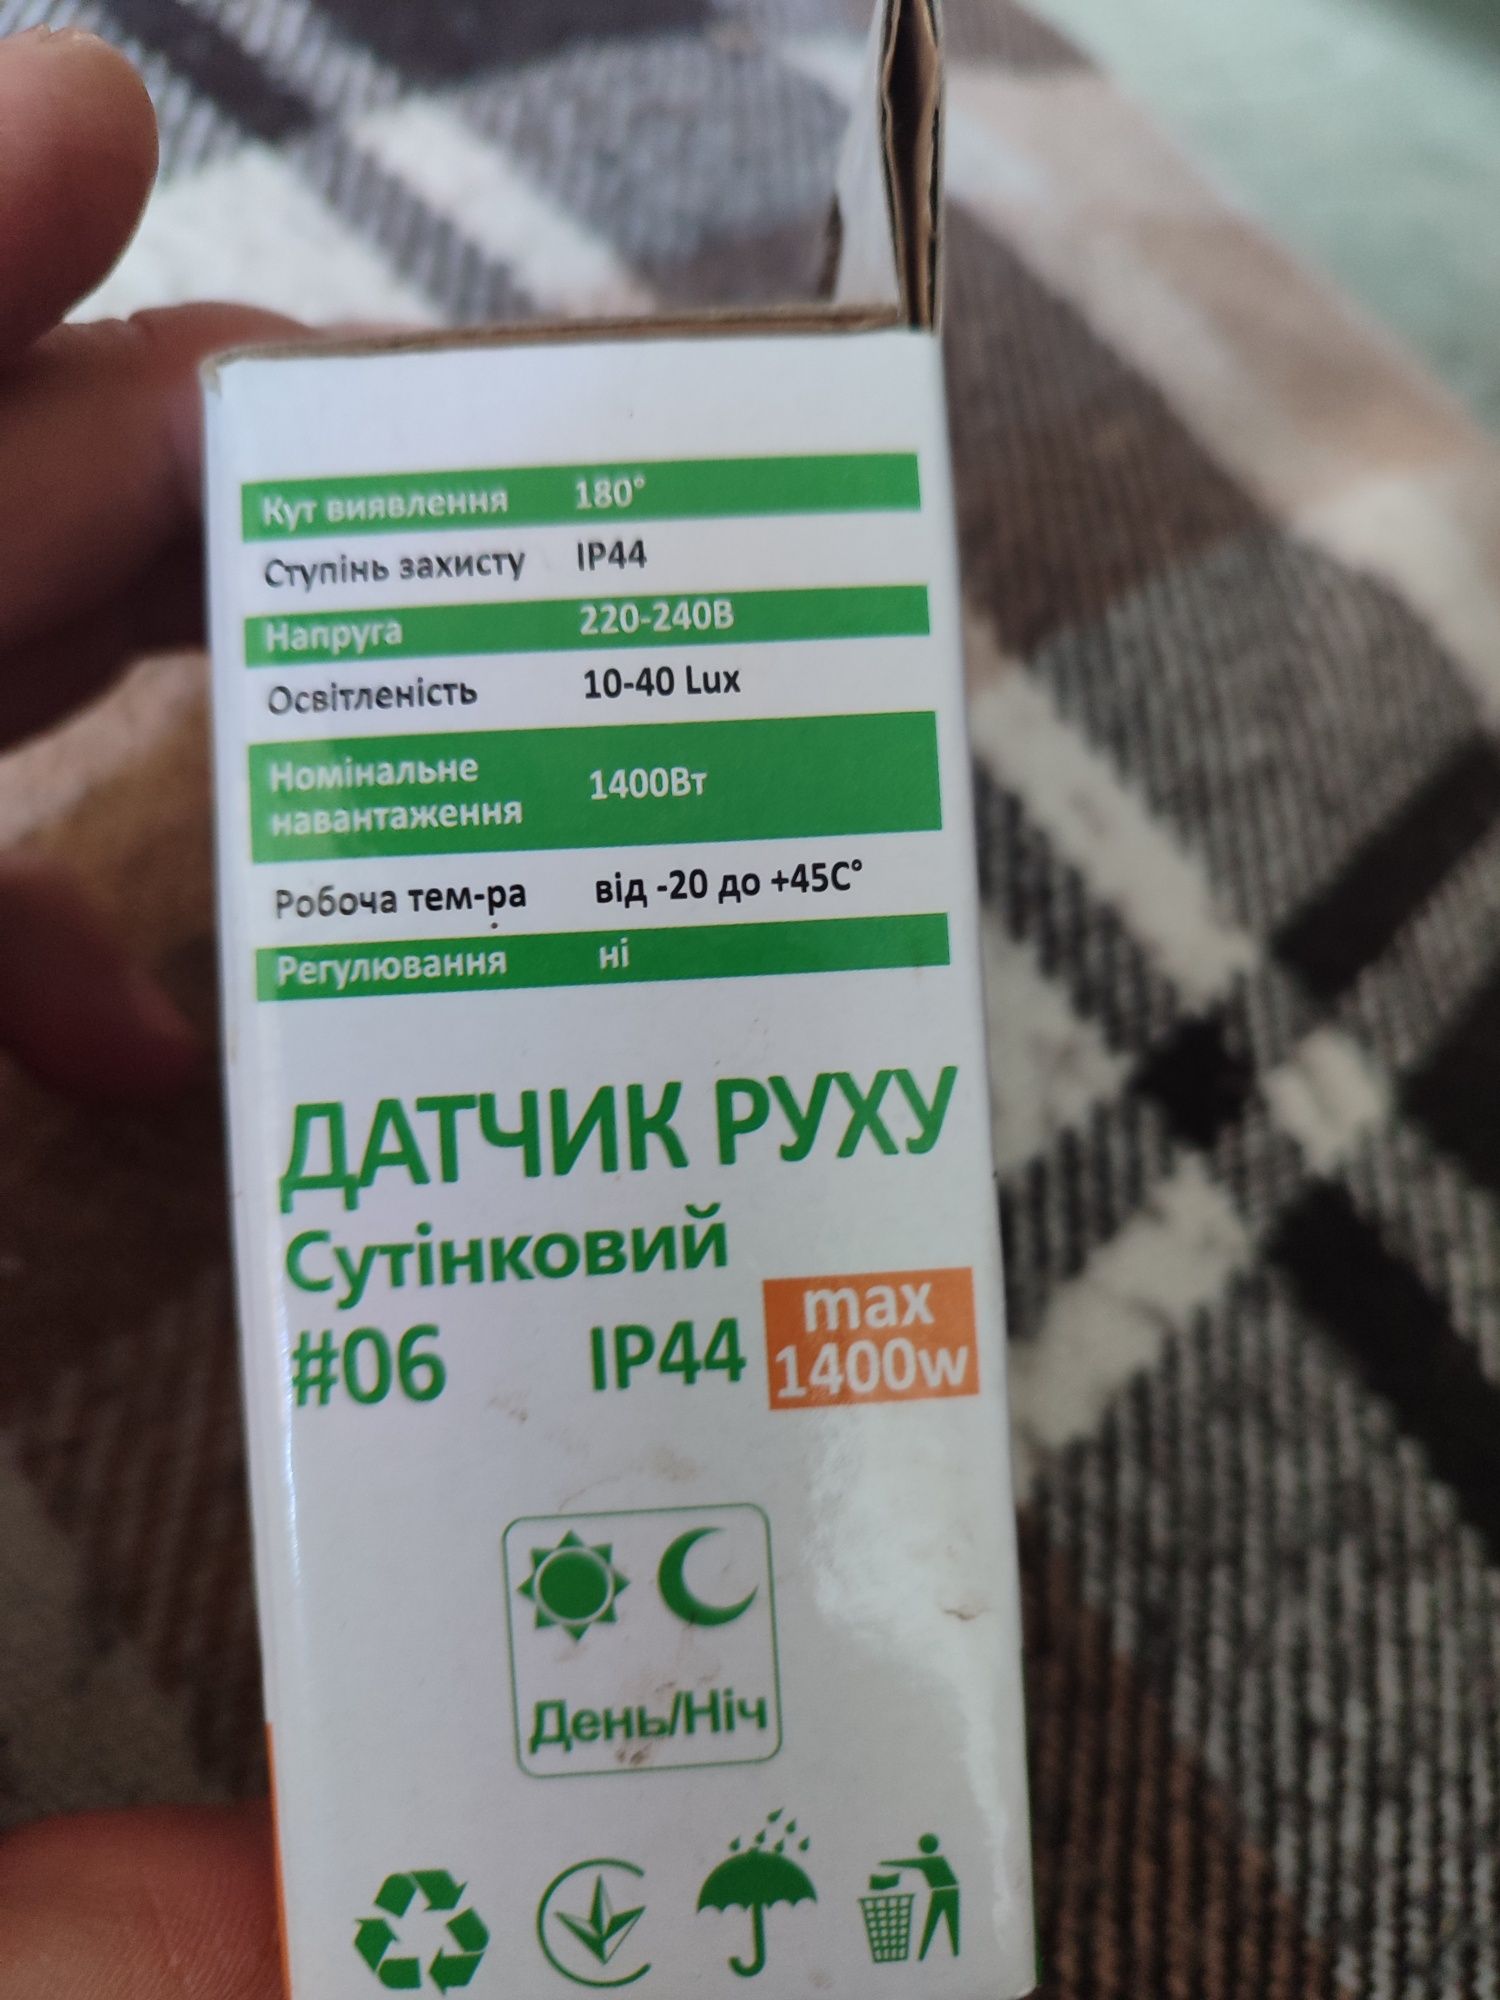 Кут виявлення 180°
Ступінь захисту IP44
Напруга 220-240В
Освітленість 10-40 Lux
Номінальне
навантаження 1400Вт
Робоча тем-ра від -20 до +45C°
Регулювання ні
ДАТЧИК РУХУ
Сутінковий
#06 IP44 max
1400w
День/Ніч